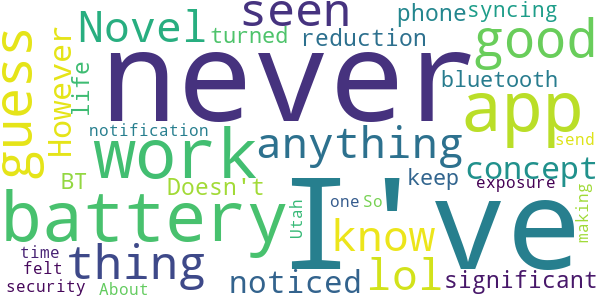 never
I've
work
battery
app
good
guess
Novel
seen
anything
thing
know
lol
noticed
concept
significant
However
life
turned
reduction
phone
syncing
bluetooth
notification
Doesn't
BT
keep
exposure
send
making
Utah
one
So
time
felt
security
About